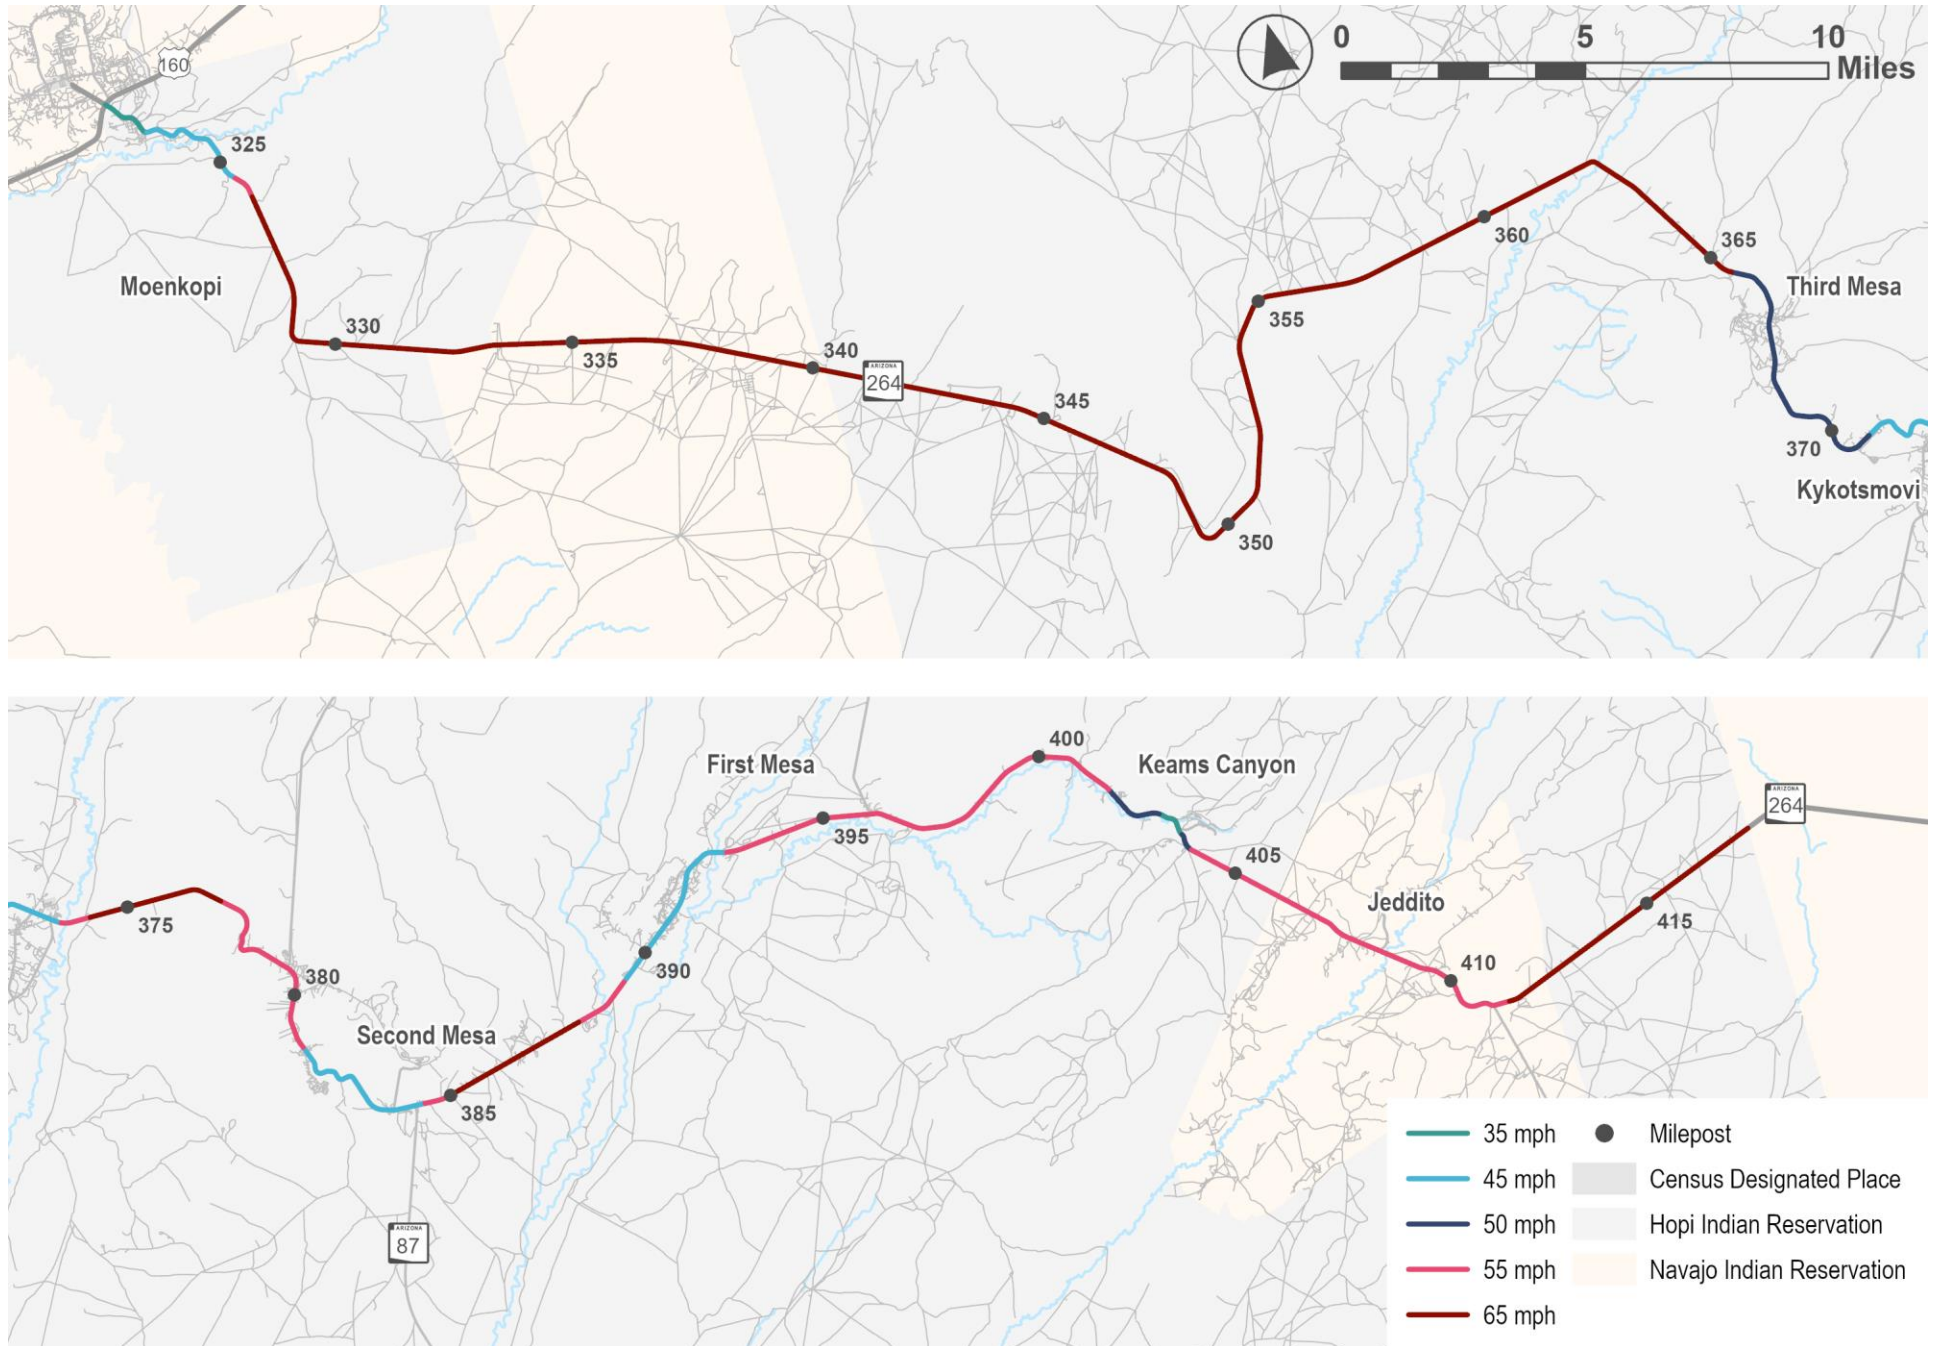 0 5 10
Miles
160
325
Moenkopi
330
335
340
ARIZONA
264
345
350
355
360
365
Third Mesa
370
Kykotsmovi
375
380
Second Mesa
385
ARIZONA
87
390
First Mesa
395
400
Keams Canyon
405
Jeddito
410
415
ARIZONA
264
35 mph
45 mph
50 mph
55 mph
65 mph
Milepost
Census Designated Place
Hopi Indian Reservation
Navajo Indian Reservation